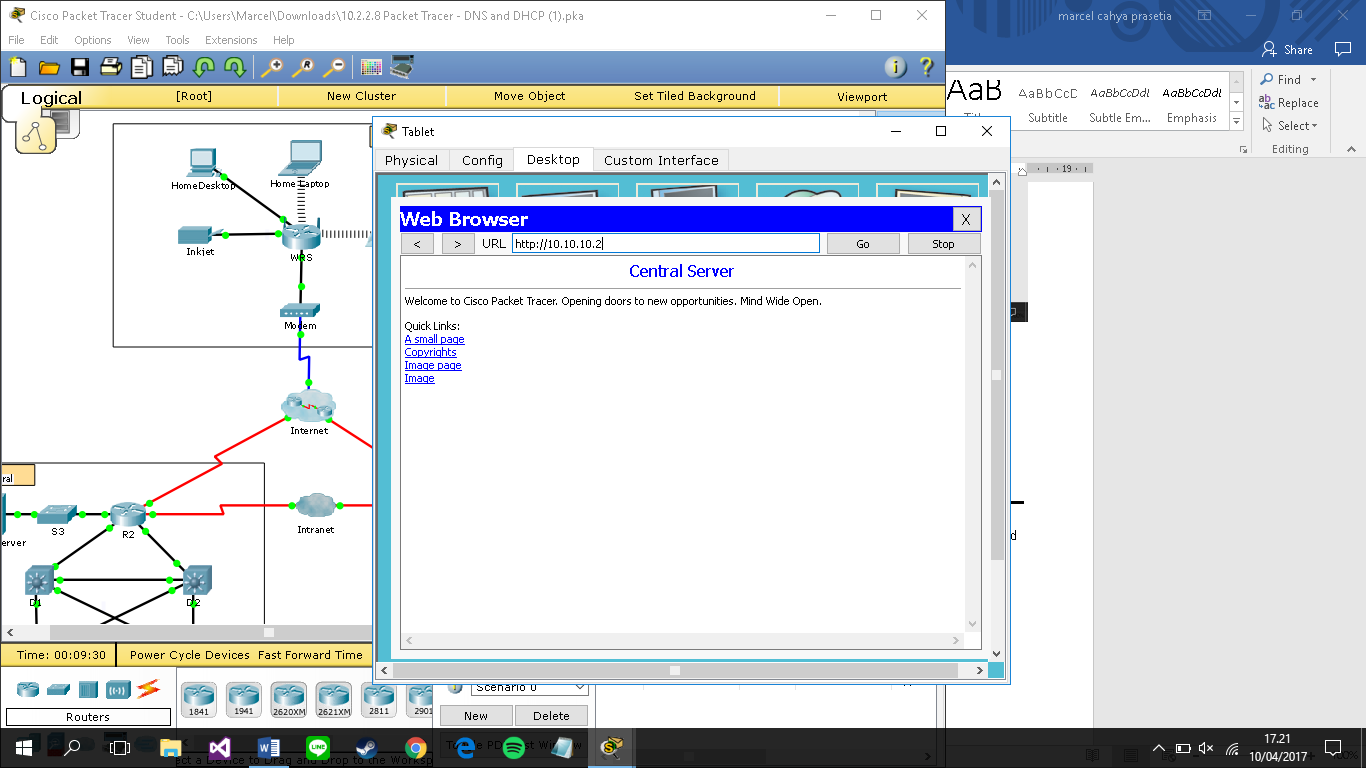 Cisco Packet Tracer Student - C:\Users\Marcel\Downloads\10.2.2.8 Packet Tracer - DNS and DHCP (1).pka
marcel cahya prasetia
File Edit Options View Tools Extensions Help
Share
Logical [Root] New Cluster Move Object Set Tiled Background Viewport
AaB AaBbCcD AaBbCcDdl AaBbCcDdl
Subtitle Subtle Em... Emphasis
Find
Replace
Select
Editing
19
Tablet
Physical Config Desktop Custom Interface
Web Browser X
< > URL http://10.10.10.2 Go Stop
Central Server
Welcome to Cisco Packet Tracer. Opening doors to new opportunities. Mind Wide Open.
Quick Links:
A small page
Copyrights
Image page
Image
HomeDesktop
Home Laptop
Inkjet
WRS
Modem
Internet
ral
S3
R2
Intranet
erver
D1
D2
d
Time: 00:09:30 Power Cycle Devices Fast Forward Time
Scenario 0
1841 1941 2620XM 2621XM 2811 2901
Routers
New Delete
17.21
10/04/2017